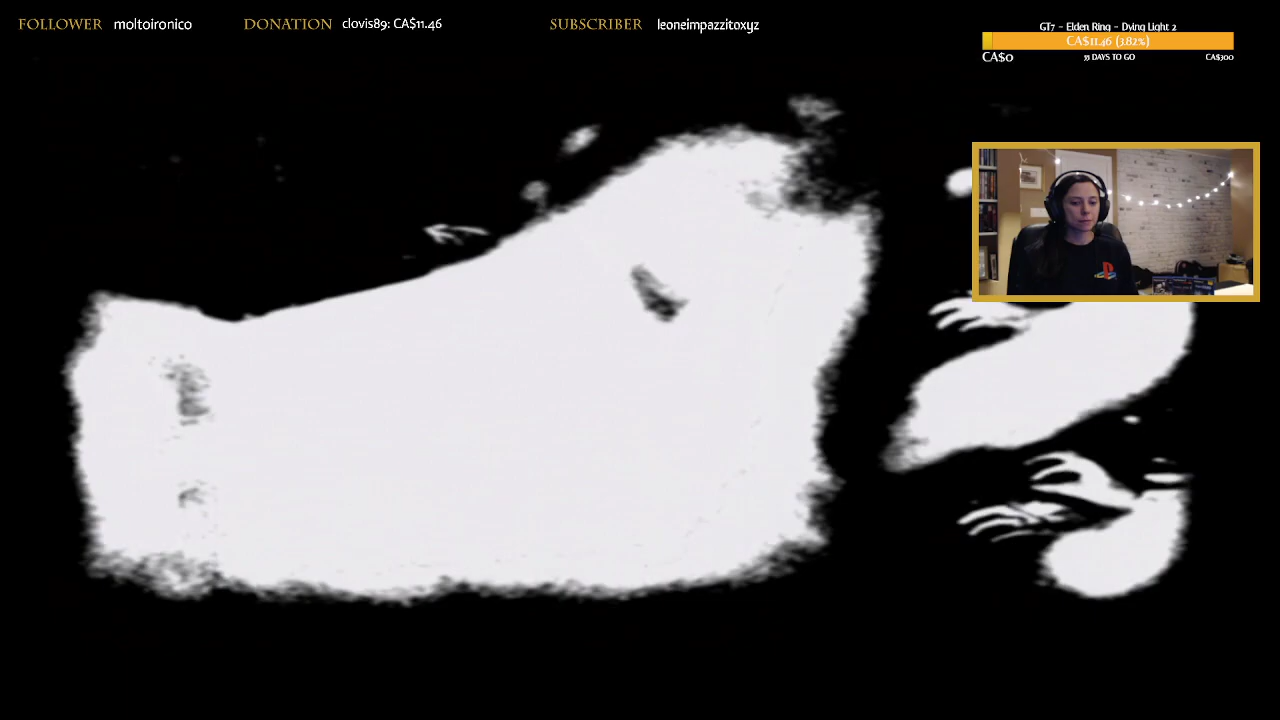 FOLLOWER moltoironico DONATION clovis89: CA$11.46 SUBSCRIBER leoneimpazzitoxyz
GT7 - Elden Ring - Dying Light 2
CA$11.46 (3.82%)
CA$0 33 DAYS TO GO CA$300